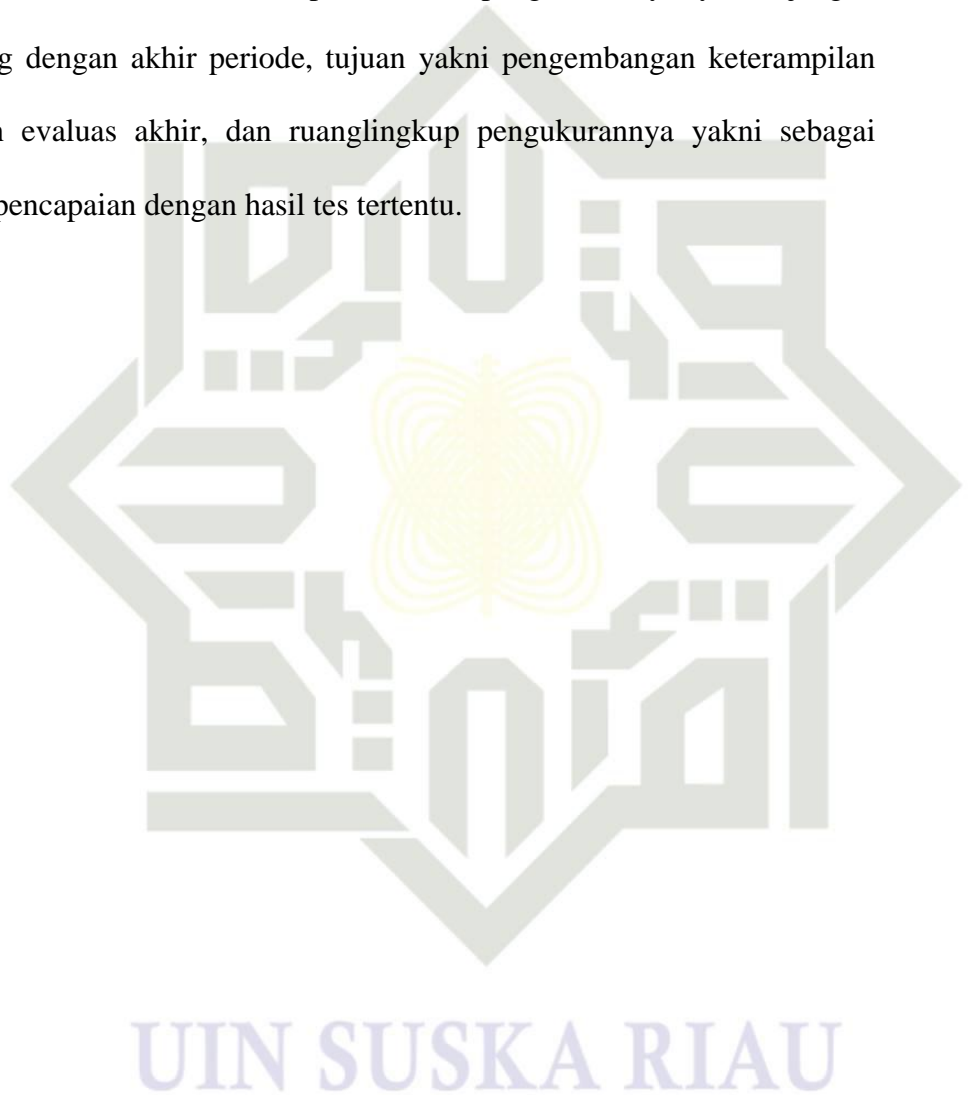 g dengan akhir periode, tujuan yakni pengembangan keterampilan
evaluas akhir, dan ruanglingkup pengukurannya yakni sebagai
pencapaian dengan hasil tes tertentu.
UIN SUSKA RIAU